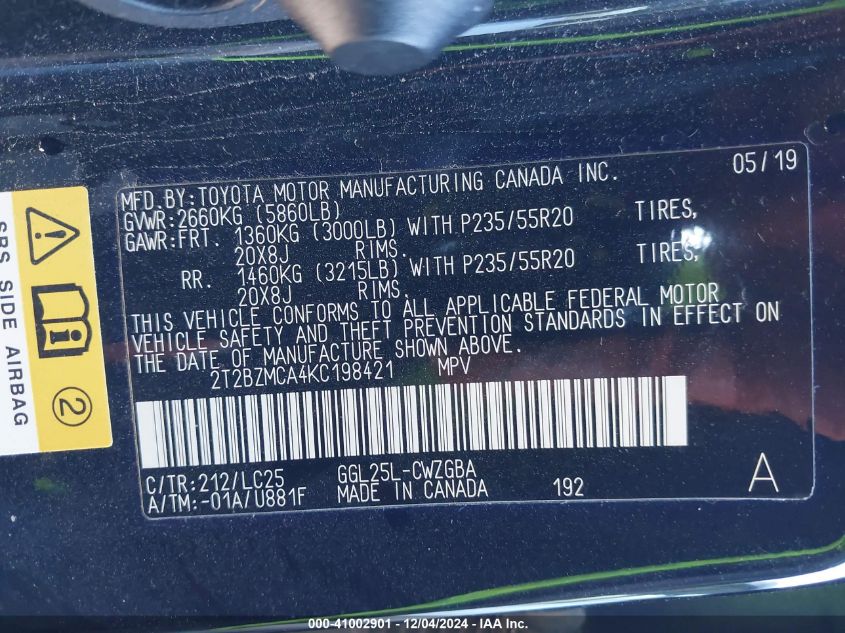 05/19
MFD.BY:TOYOTA MOTOR MANUFACTURING CANADA INC.
GVWR:2660KG (5860LB)
GAWR:FRT. 1360KG (3000LB) WITH P235/55R20 TIRES,
20X8J RIMS.
RR. 1460KG (3215LB) WITH P235/55R20 TIRES,
20X8J RIMS.
THIS VEHICLE CONFORMS TO ALL APPLICABLE FEDERAL MOTOR
VEHICLE SAFETY AND THEFT PREVENTION STANDARDS IN EFFECT ON
THE DATE OF MANUFACTURE SHOWN ABOVE.
2T2BZMCA4KC198421 MPV
C/TR:212/LC25 GGL25L-CWZGBA
A/TM:-01A/U881F MADE IN CANADA 192 A
SRS SIDE AIRBAG
2
000-41002901 - 12/04/2024 - IAA Inc.